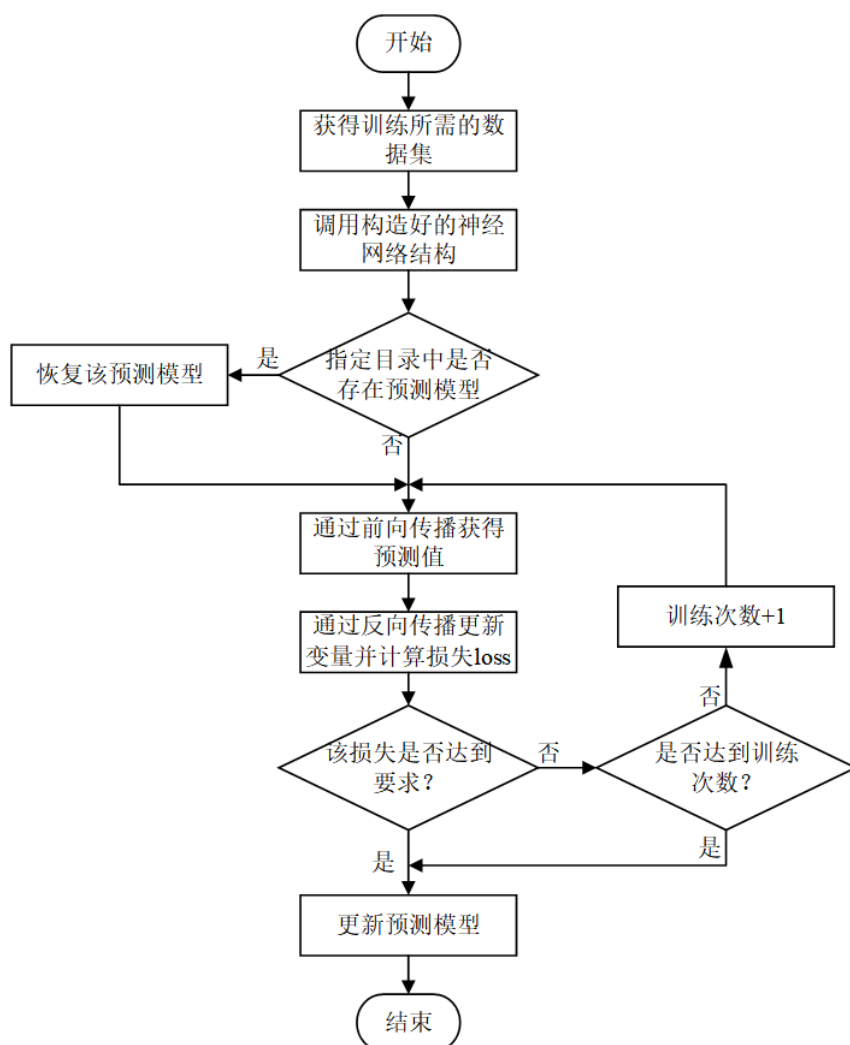 开始
获得训练所需的数
据集
调用构造好的神经
网络结构
指定目录中是否
存在预测模型
是
恢复该预测模型
否
通过前向传播获得
预测值
通过反向传播更新
变量并计算损失loss
训练次数+1
否
该损失是否达到
要求？
否
是否达到训练
次数？
是
是
更新预测模型
结束